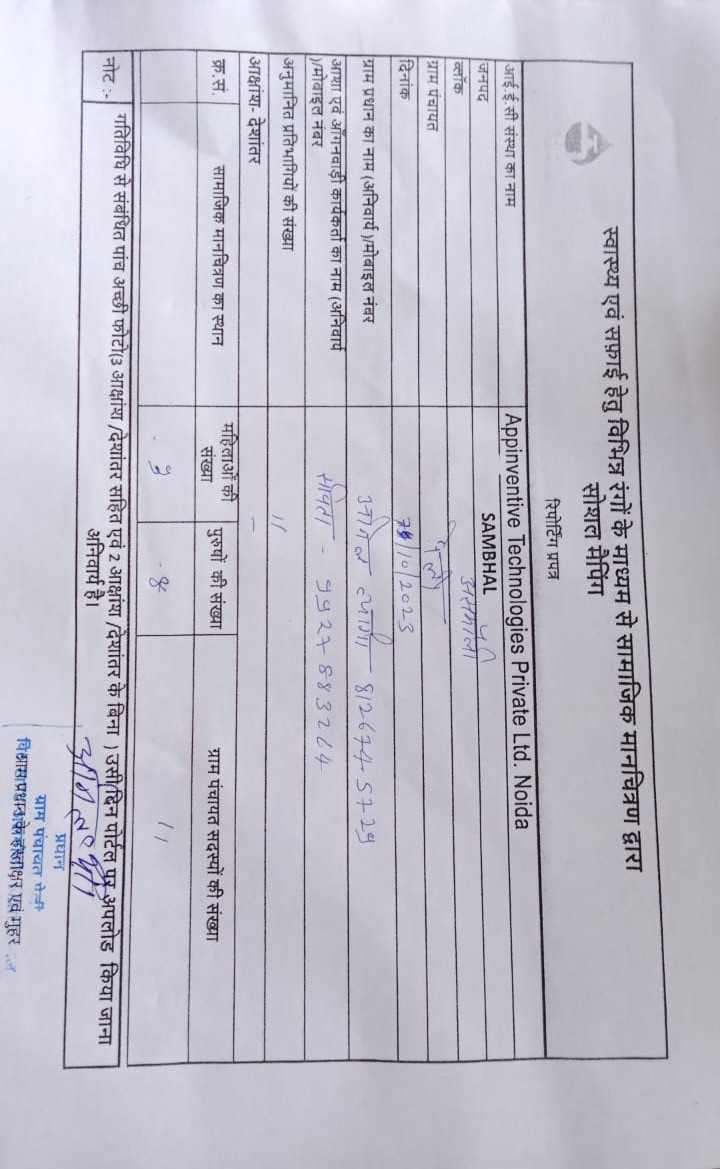 स्वास्थ्य एवं सफ़ाई हेतु विभिन्न रंगों के माध्यम से सामाजिक मानचित्रण द्वारा
सोशल मैपिंग
रिपोर्टिंग प्रपत्र
आई.ई.सी संस्था का नाम Appinventive Technologies Private Ltd. Noida
जनपद SAMBHAL
ब्लॉक असमोली
ग्राम पंचायत
दिनांक /10/2023
ग्राम प्रधान का नाम (अनिवार्य )/मोबाइल नंबर त्यागी 8126745729
आशा एवं आँगनवाड़ी कार्यकर्ता का नाम (अनिवार्य
)/मोबाइल नंबर - 9927883264
अनुमानित प्रतिभागियों की संख्या 11
आक्षांश- देशांतर -
क्र.सं. सामाजिक मानचित्रण का स्थान महिलाओं की संख्या पुरुषों की संख्या ग्राम पंचायत सदस्यों की संख्या
3 8 11
नोट :- गतिविधि से संबंधित पांच अच्छी फोटो(3 आक्षांश /देशांतर सहित एवं 2 आक्षांश /देशांतर के बिना ) उसी दिन पोर्टल पर अपलोड किया जाना
अनिवार्य है।
प्रधान
ग्राम पंचायत